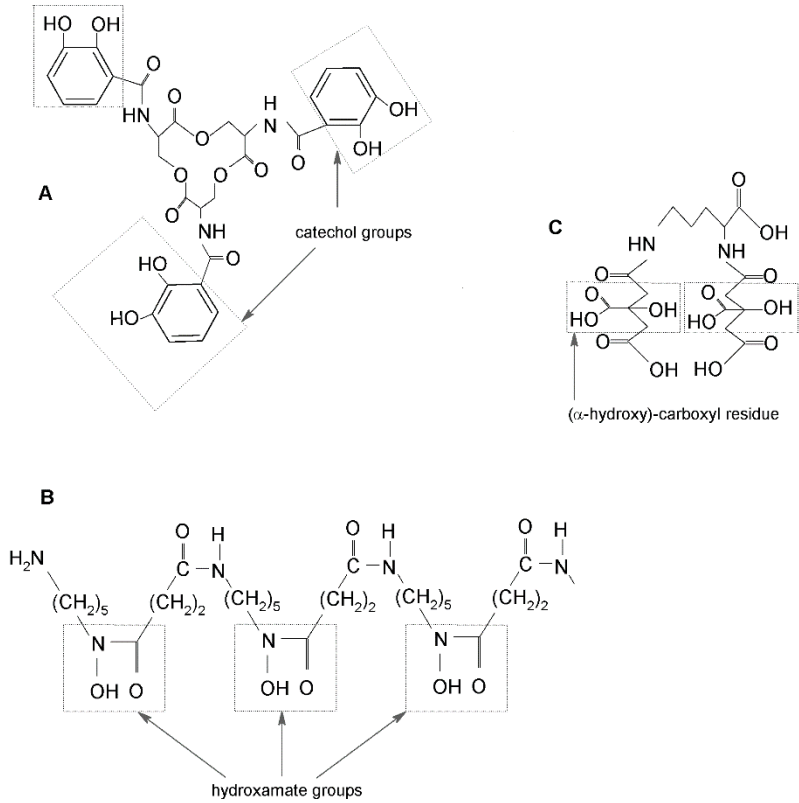 HO OH
O
HN
O
O
H
N
O
OH
OH
O
O
O
O
NH
O
HO
HO
A
catechol groups
C
O
OH
HN
NH
O
O
O
HO
OH
O
HO
OH
O
OH
O
HO
(α-hydroxy)-carboxyl residue
B
H₂N
(CH₂)₅
N
OH O
(CH₂)₂
O
C
H
N
(CH₂)₅
N
OH O
(CH₂)₂
O
C
H
N
(CH₂)₅
N
OH O
(CH₂)₂
O
C
H
N
hydroxamate groups